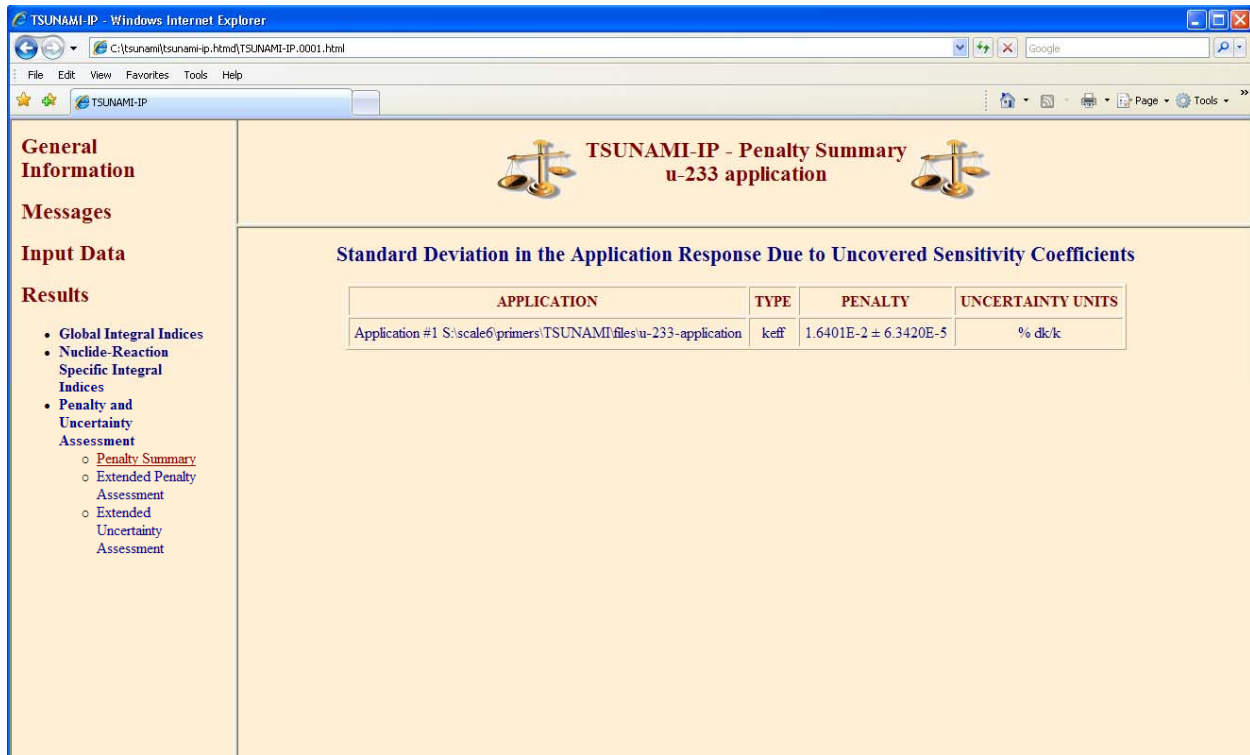 TSUNAMI-IP - Windows Internet Explorer
C:\tsunami\tsunami-ip.htmd\TSUNAMI-IP.0001.html
Google
File Edit View Favorites Tools Help
TSUNAMI-IP
Page
Tools
General
Information
Messages
Input Data
Results
• Global Integral Indices
• Nuclide-Reaction
Specific Integral
Indices
• Penalty and
Uncertainty
Assessment
o Penalty Summary
o Extended Penalty
Assessment
o Extended
Uncertainty
Assessment
TSUNAMI-IP - Penalty Summary
u-233 application
Standard Deviation in the Application Response Due to Uncovered Sensitivity Coefficients
APPLICATION TYPE PENALTY UNCERTAINTY UNITS
Application #1 S:\scale6\primers\TSUNAMI\files\u-233-application keff 1.6401E-2 ± 6.3420E-5 % dk/k